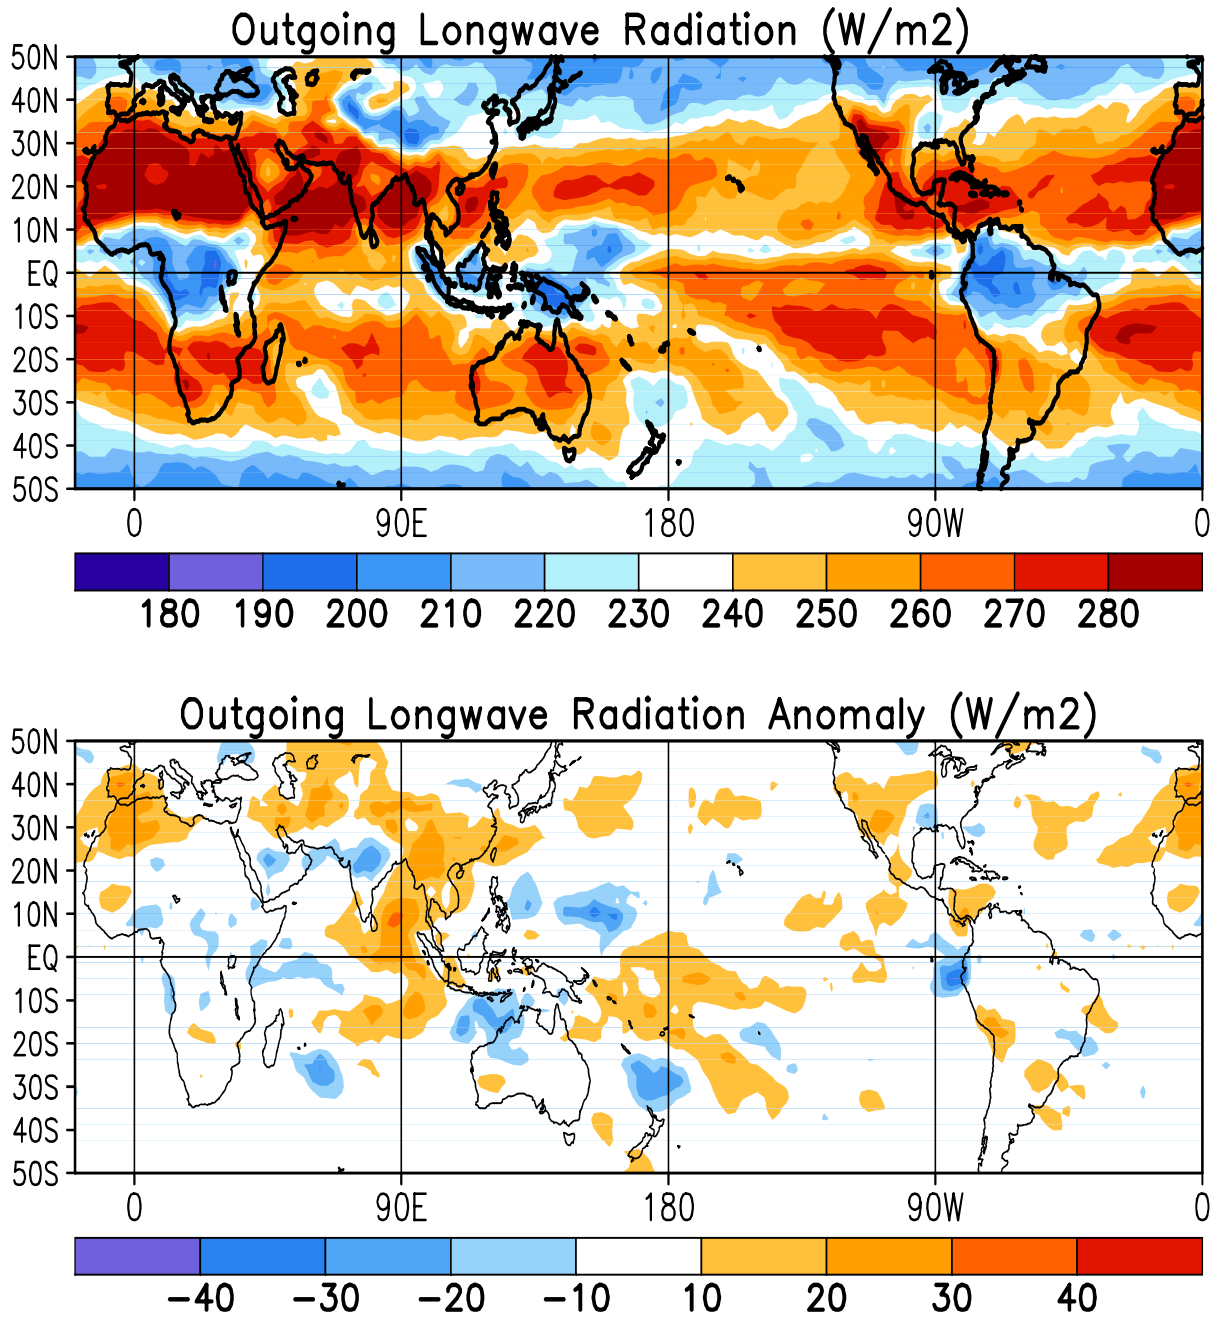 Outgoing Longwave Radiation (W/m2)
50N
40N
30N
20N
10N
EQ
10S
20S
30S
40S
50S
0 90E 180 90W 0
180 190 200 210 220 230 240 250 260 270 280
Outgoing Longwave Radiation Anomaly (W/m2)
50N
40N
30N
20N
10N
EQ
10S
20S
30S
40S
50S
0 90E 180 90W 0
−40 −30 −20 −10 10 20 30 40